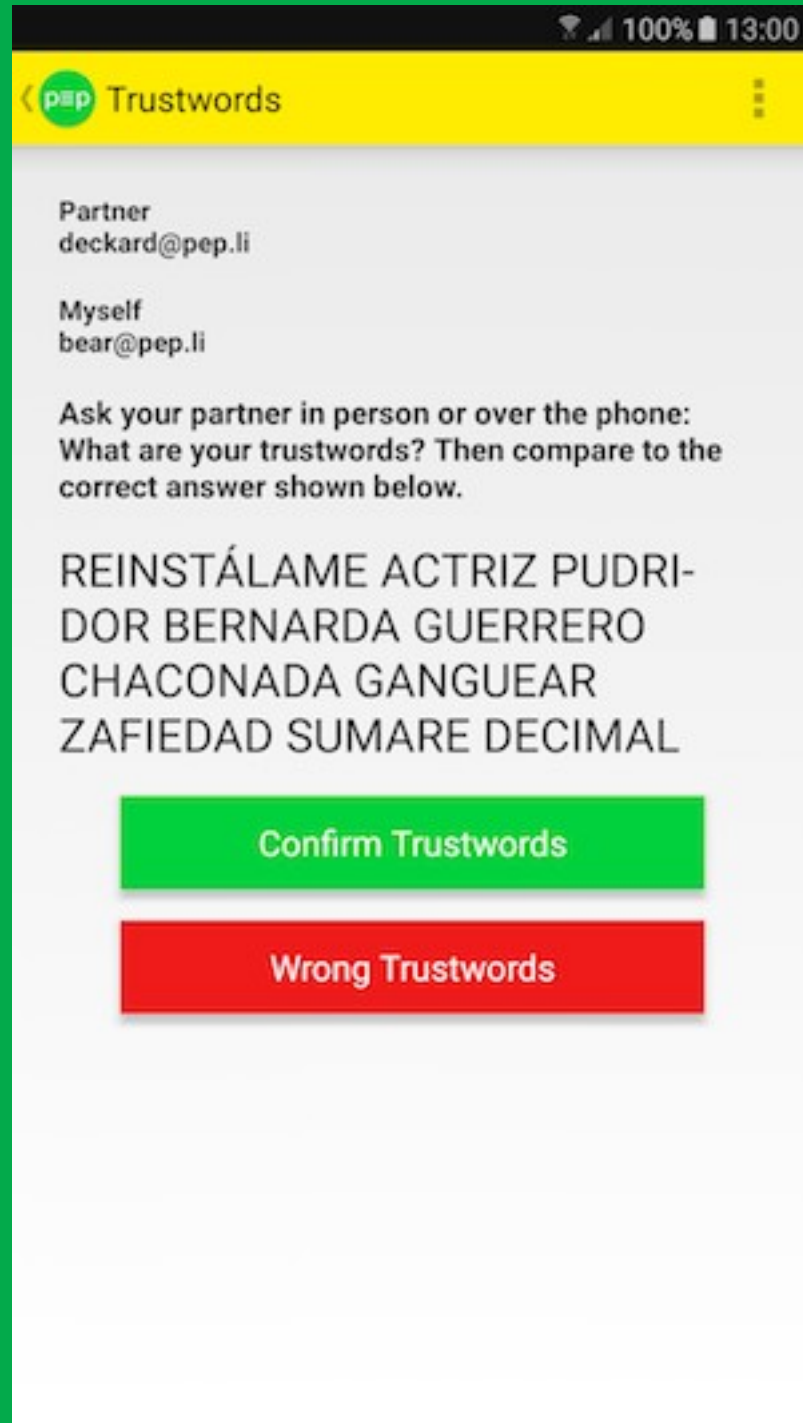 100% 13:00
p≡p Trustwords
Partner
deckard@pep.li
Myself
bear@pep.li
Ask your partner in person or over the phone:
What are your trustwords? Then compare to the
correct answer shown below.
REINSTÁLAME ACTRIZ PUDRI-
DOR BERNARDA GUERRERO
CHACONADA GANGUEAR
ZAFIEDAD SUMARE DECIMAL
Confirm Trustwords
Wrong Trustwords